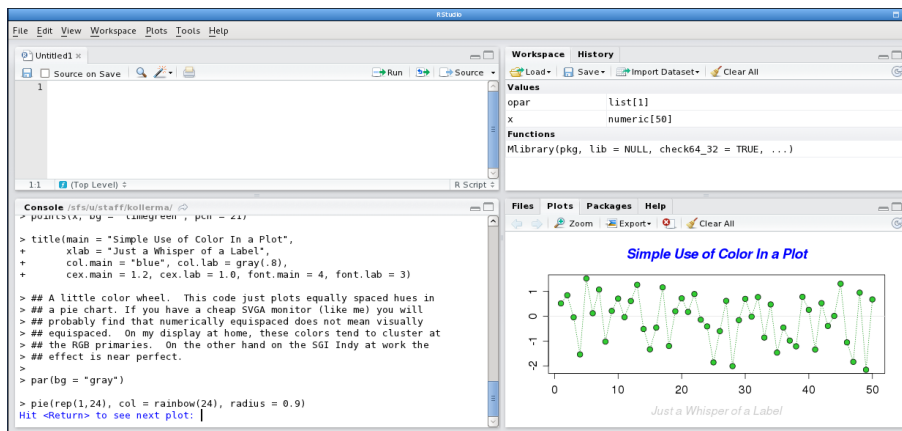 RStudio
File Edit View Workspace Plots Tools Help
Untitled1 ×
Source on Save
Run
Source
1
1:1 (Top Level)
R Script
Console /sfs/u/staff/kollerma/
> points(x, bg = "limegreen", pch = 21)
> title(main = "Simple Use of Color In a Plot",
+ xlab = "Just a Whisper of a Label",
+ col.main = "blue", col.lab = gray(.8),
+ cex.main = 1.2, cex.lab = 1.0, font.main = 4, font.lab = 3)
> ## A little color wheel. This code just plots equally spaced hues in
> ## a pie chart. If you have a cheap SVGA monitor (like me) you will
> ## probably find that numerically equispaced does not mean visually
> ## equispaced. On my display at home, these colors tend to cluster at
> ## the RGB primaries. On the other hand on the SGI Indy at work the
> ## effect is near perfect.
>
> par(bg = "gray")
> pie(rep(1,24), col = rainbow(24), radius = 0.9)
Hit <Return> to see next plot:
Workspace History
Load Save Import Dataset Clear All
Values
opar list[1]
x numeric[50]
Functions
Mlibrary(pkg, lib = NULL, check64_32 = TRUE, ...)
Files Plots Packages Help
Zoom Export Clear All
Simple Use of Color In a Plot
1
0
-1
-2
0 10 20 30 40 50
Just a Whisper of a Label